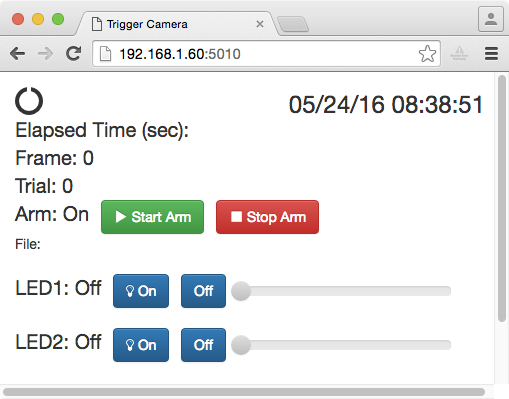 Trigger Camera
192.168.1.60:5010
05/24/16 08:38:51
Elapsed Time (sec):
Frame: 0
Trial: 0
Arm: On Start Arm Stop Arm
File:
LED1: Off On Off
LED2: Off On Off